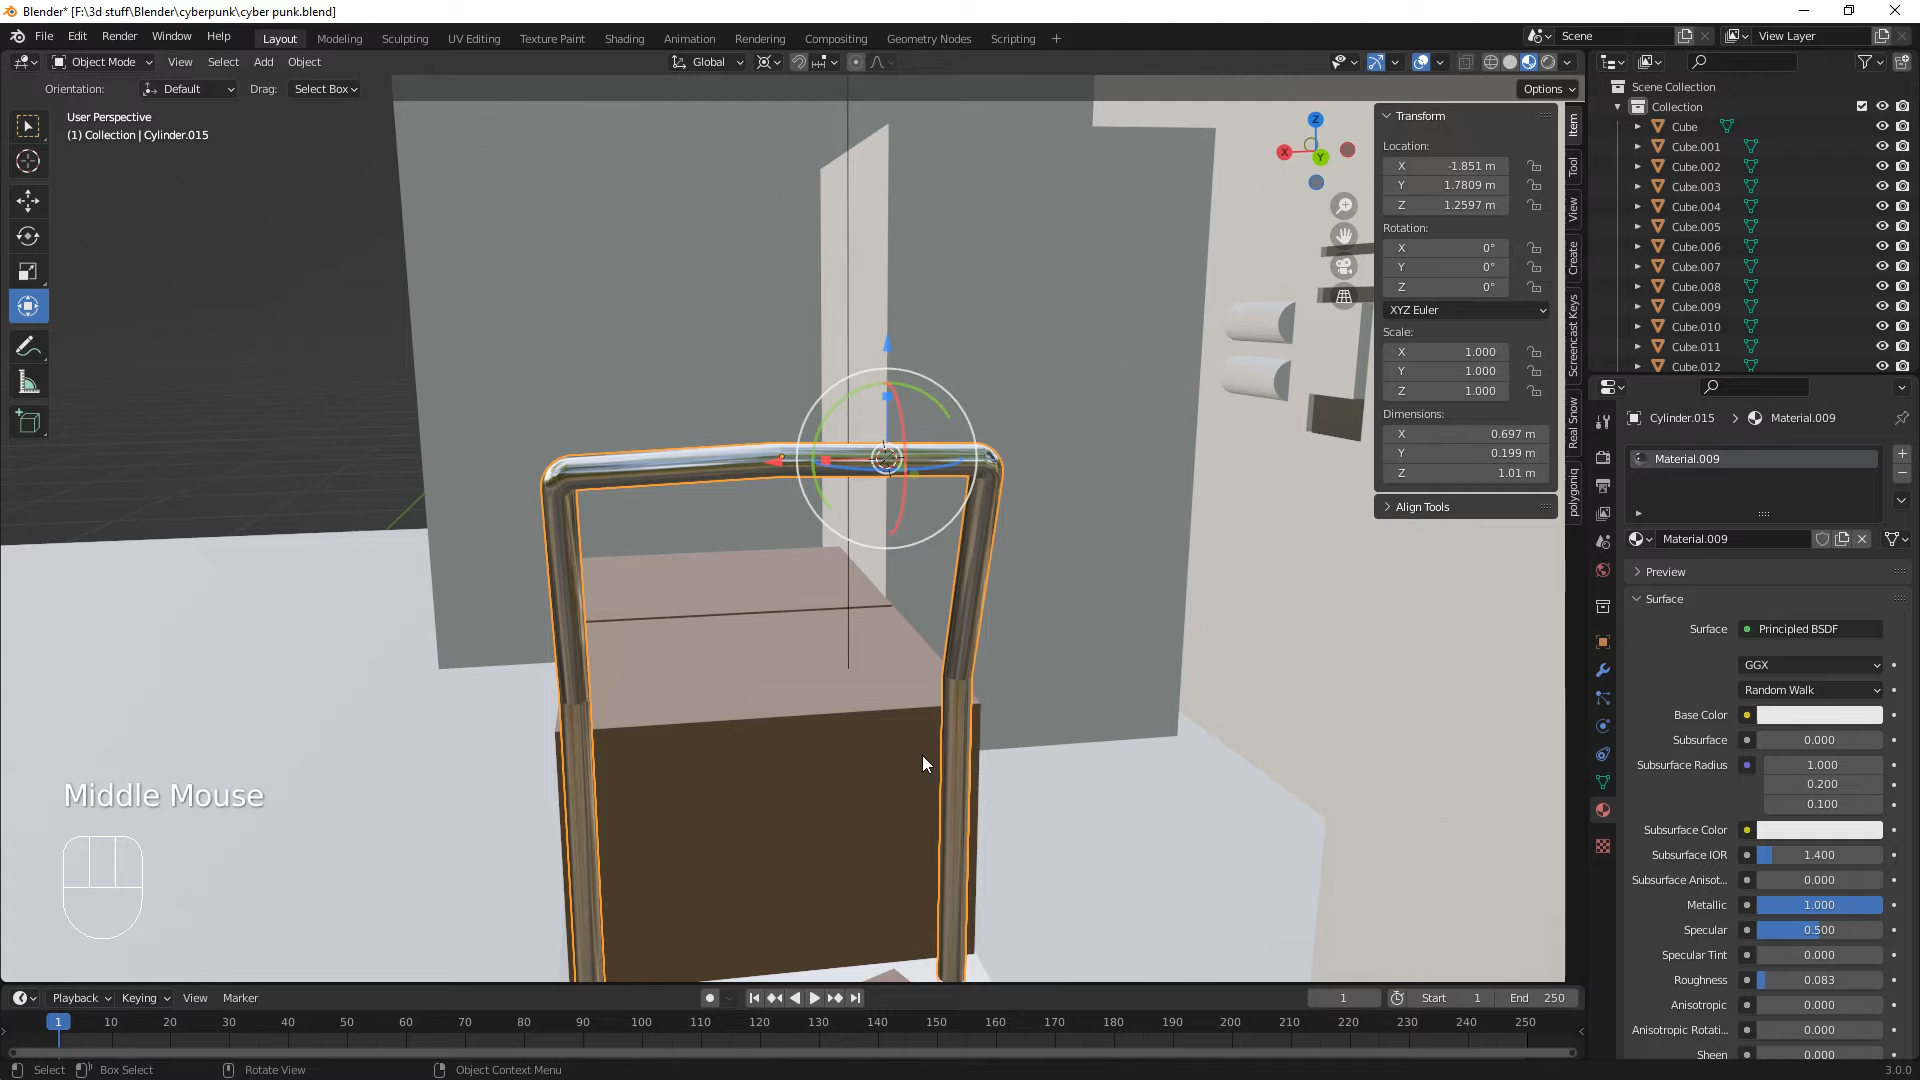 Blender* [F:\3d stuff\Blender\cyberpunk\cyber punk.blend]
File Edit Render Window Help Layout Modeling Sculpting UV Editing Texture Paint Shading Animation Rendering Compositing Geometry Nodes Scripting + Scene View Layer
Object Mode View Select Add Object Global
Orientation: Default Drag: Select Box Options
User Perspective
(1) Collection | Cylinder.015
Z
X
Y
Transform
Location:
X -1.851 m
Y 1.7809 m
Z 1.2597 m
Rotation:
X 0°
Y 0°
Z 0°
XYZ Euler
Scale:
X 1.000
Y 1.000
Z 1.000
Dimensions:
X 0.697 m
Y 0.199 m
Z 1.01 m
Align Tools
Item
Tool
View
Create
Screencast Keys
Real Snow
polygoniq
Scene Collection
Collection
Cube
Cube.001
Cube.002
Cube.003
Cube.004
Cube.005
Cube.006
Cube.007
Cube.008
Cube.009
Cube.010
Cube.011
Cube.012
Cylinder.015 Material.009
Material.009
Material.009
Preview
Surface
Surface Principled BSDF
GGX
Random Walk
Base Color
Subsurface 0.000
Subsurface Radius 1.000
0.200
0.100
Subsurface Color
Subsurface IOR 1.400
Subsurface Anisot... 0.000
Metallic 1.000
Specular 0.500
Specular Tint 0.000
Roughness 0.083
Anisotropic 0.000
Anisotropic Rotati... 0.000
Sheen 0.000
Middle Mouse
Playback Keying View Marker 1 Start 1 End 250
1 10 20 30 40 50 60 70 80 90 100 110 120 130 140 150 160 170 180 190 200 210 220 230 240 250
Select Box Select Rotate View Object Context Menu 3.0.0